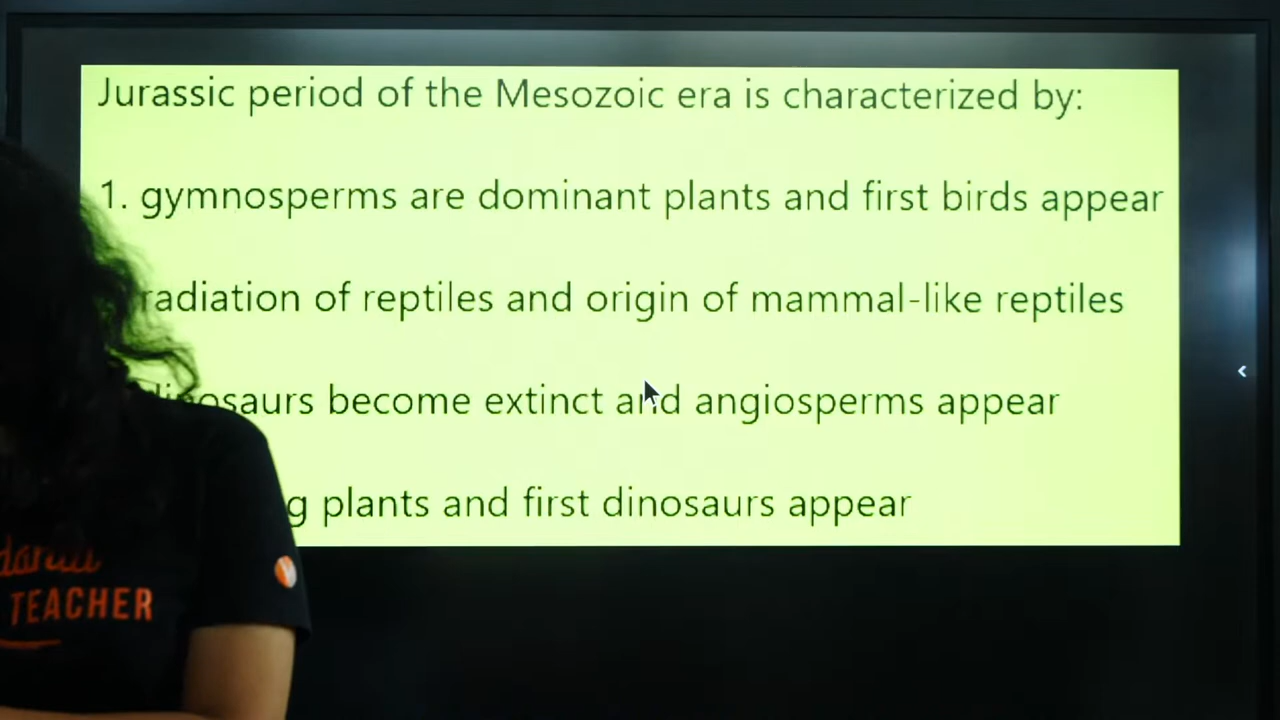 Jurassic period of the Mesozoic era is characterized by:
1. gymnosperms are dominant plants and first birds appear
radiation of reptiles and origin of mammal-like reptiles
dinosaurs become extinct and angiosperms appear
plants and first dinosaurs appear
TEACHER